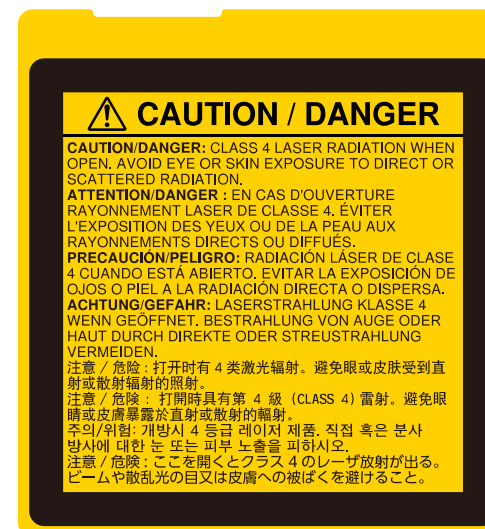 ⚠ CAUTION / DANGER
CAUTION/DANGER: CLASS 4 LASER RADIATION WHEN
OPEN. AVOID EYE OR SKIN EXPOSURE TO DIRECT OR
SCATTERED RADIATION.
ATTENTION/DANGER : EN CAS D'OUVERTURE
RAYONNEMENT LASER DE CLASSE 4. ÉVITER
L'EXPOSITION DES YEUX OU DE LA PEAU AUX
RAYONNEMENTS DIRECTS OU DIFFUÉS.
PRECAUCIÓN/PELIGRO: RADIACIÓN LÁSER DE CLASE
4 CUANDO ESTÁ ABIERTO. EVITAR LA EXPOSICIÓN DE
OJOS O PIEL A LA RADIACIÓN DIRECTA O DISPERSA.
ACHTUNG/GEFAHR: LASERSTRAHLUNG KLASSE 4
WENN GEÖFFNET. BESTRAHLUNG VON AUGE ODER
HAUT DURCH DIREKTE ODER STREUSTRAHLUNG
VERMEIDEN.
注意 / 危险 : 打开时有 4 类激光辐射。避免眼或皮肤受到直
射或散射辐射的照射。
注意 / 危險 : 打開時具有第 4 級 (CLASS 4) 雷射。避免眼
睛或皮膚暴露於直射或散射的輻射。
주의/위험: 개방시 4 등급 레이저 제품. 직접 혹은 분사
방사에 대한 눈 또는 피부 노출을 피하시오.
注意 / 危険 : ここを開くとクラス 4 のレーザ放射が出る。
ビームや散乱光の目又は皮膚への被ばくを避けること。